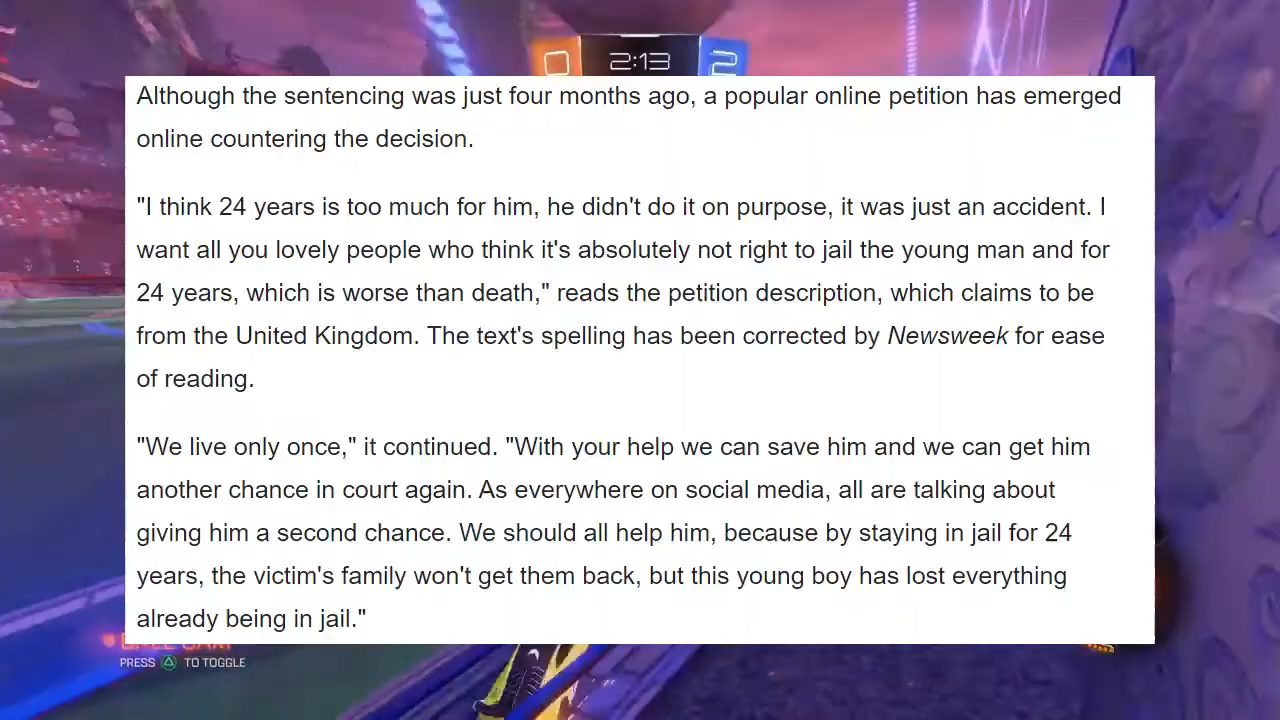 0 2:13 2
Although the sentencing was just four months ago, a popular online petition has emerged
online countering the decision.
"I think 24 years is too much for him, he didn't do it on purpose, it was just an accident. I
want all you lovely people who think it's absolutely not right to jail the young man and for
24 years, which is worse than death," reads the petition description, which claims to be
from the United Kingdom. The text's spelling has been corrected by Newsweek for ease
of reading.
"We live only once," it continued. "With your help we can save him and we can get him
another chance in court again. As everywhere on social media, all are talking about
giving him a second chance. We should all help him, because by staying in jail for 24
years, the victim's family won't get them back, but this young boy has lost everything
already being in jail."
PRESS TO TOGGLE